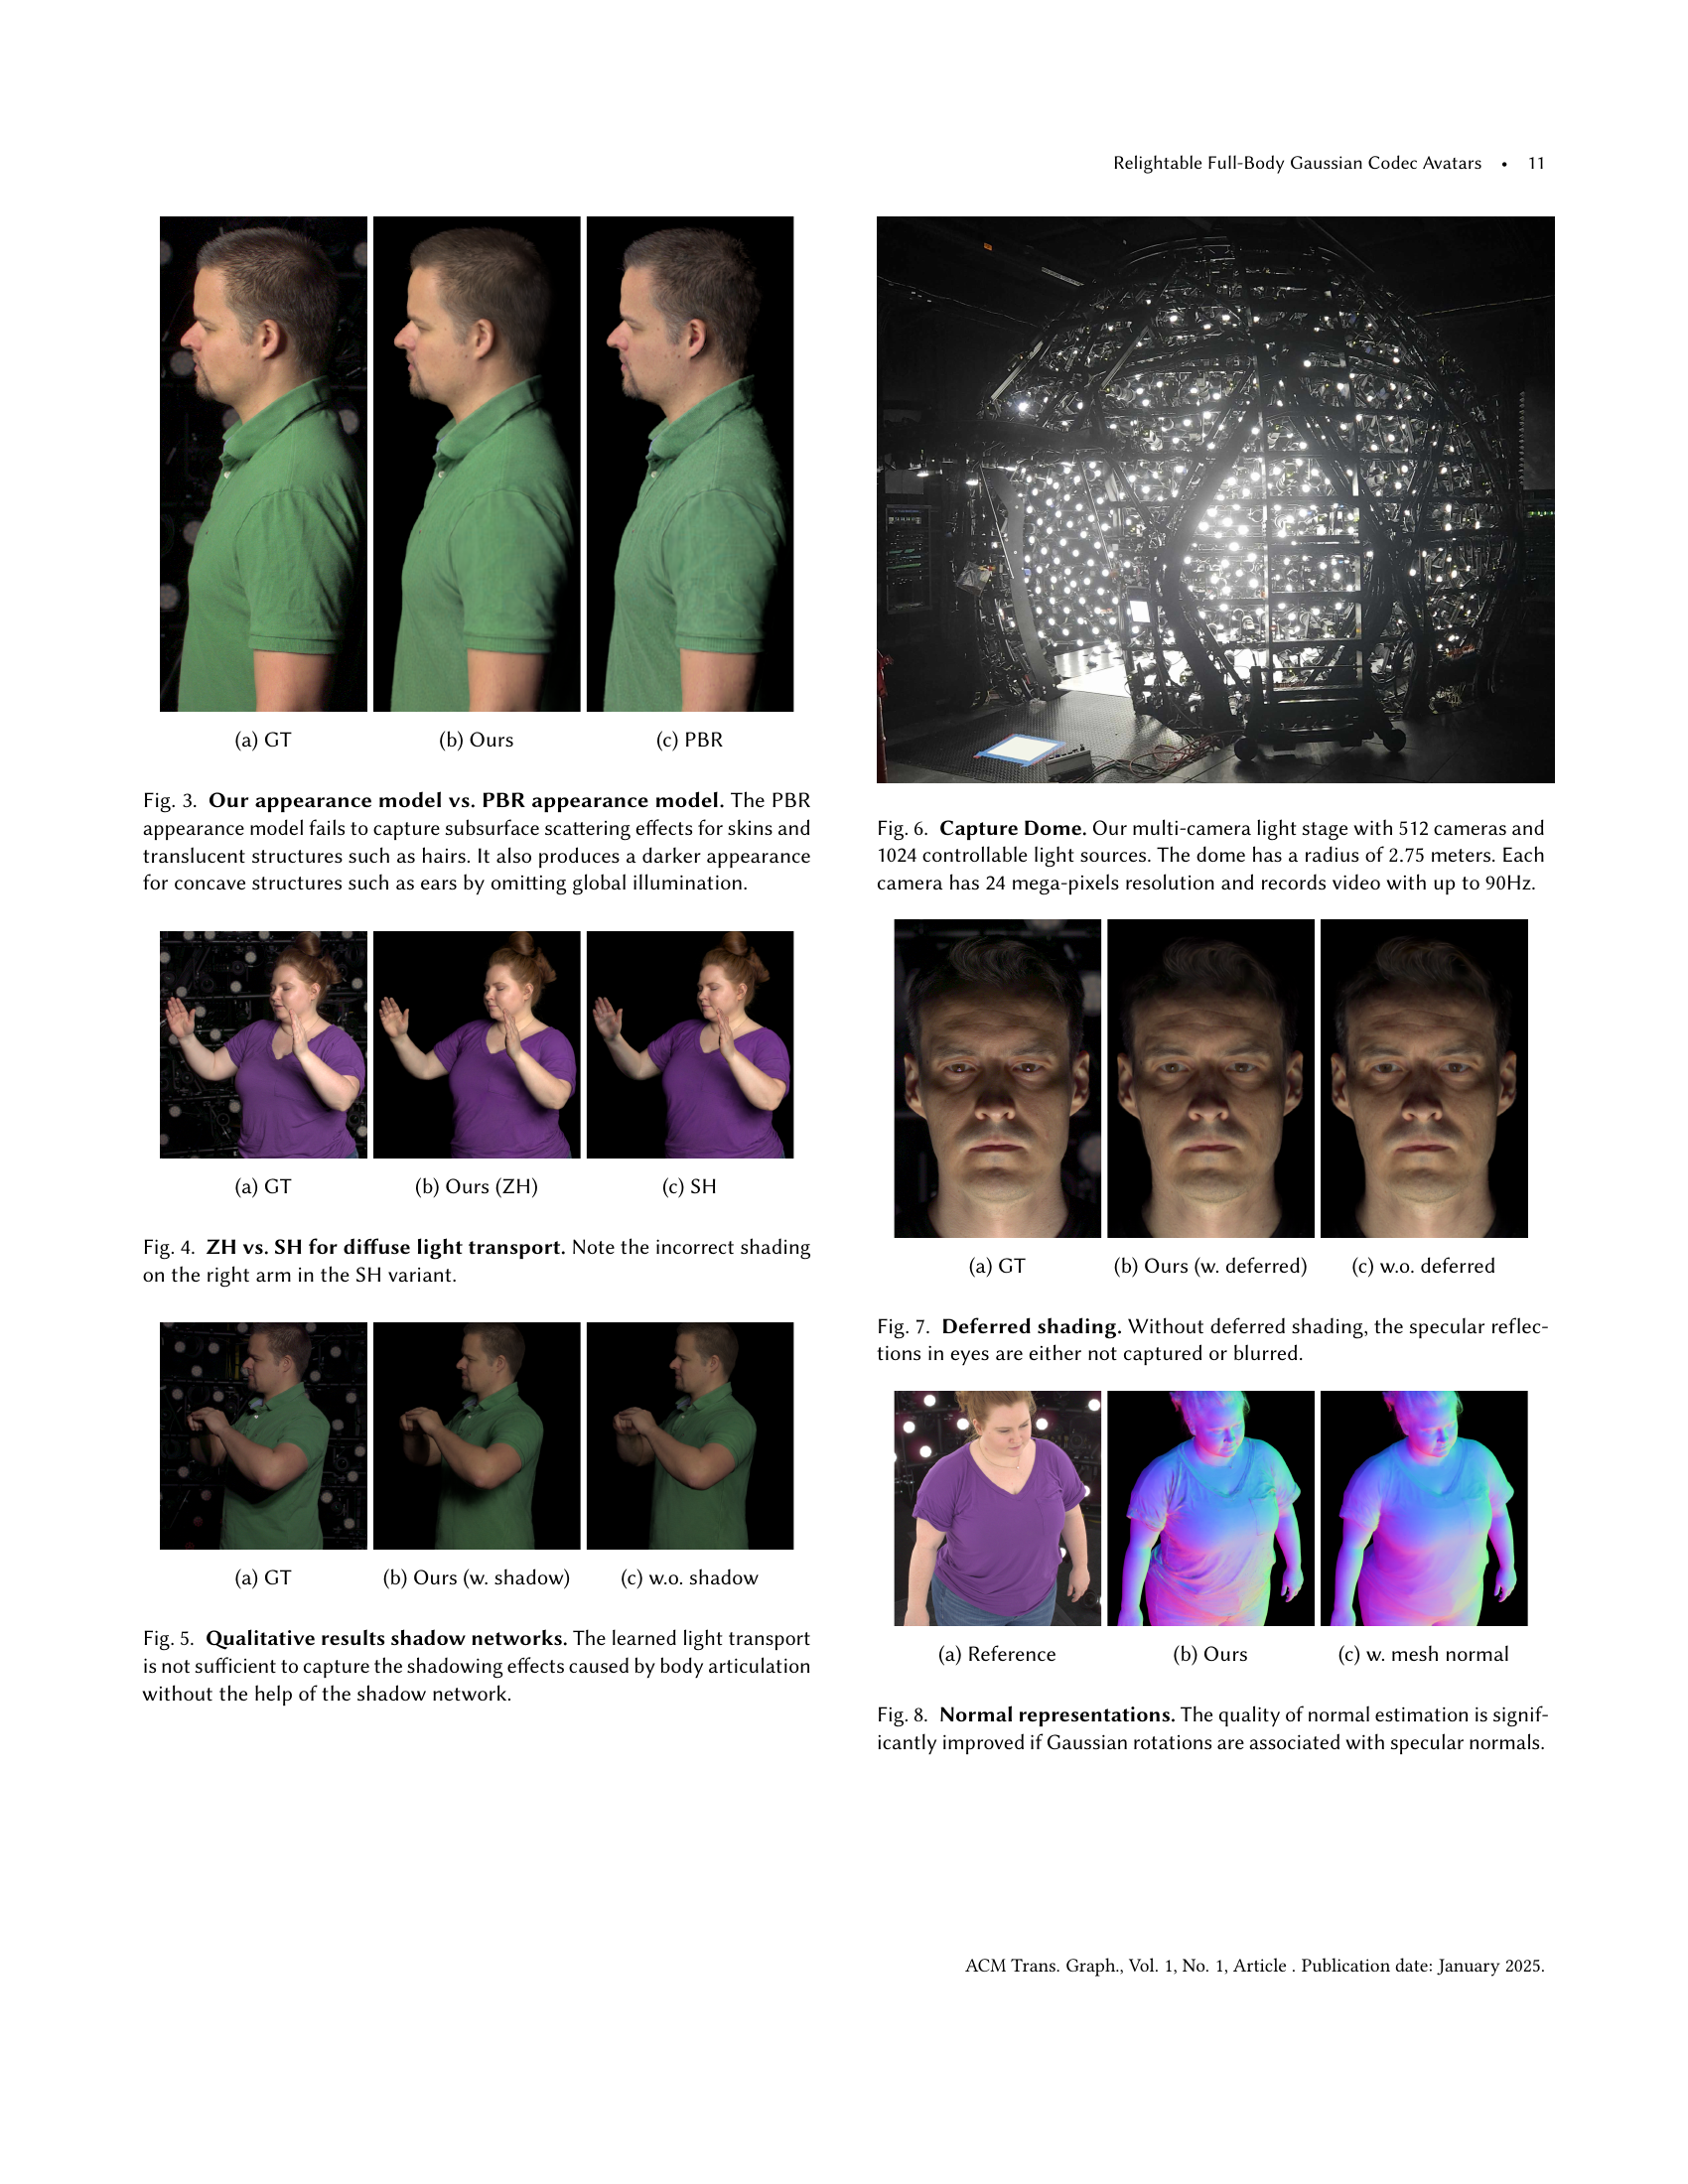 Relightable Full-Body Gaussian Codec Avatars • 11
(a) GT
(b) Ours
(c) PBR
Fig. 3. Our appearance model vs. PBR appearance model. The PBR
appearance model fails to capture subsurface scattering effects for skins and
translucent structures such as hairs. It also produces a darker appearance
for concave structures such as ears by omitting global illumination.
(a) GT
(b) Ours (ZH)
(c) SH
Fig. 4. ZH vs. SH for diffuse light transport. Note the incorrect shading
on the right arm in the SH variant.
(a) GT
(b) Ours (w. shadow)
(c) w.o. shadow
Fig. 5. Qualitative results shadow networks. The learned light transport
is not sufficient to capture the shadowing effects caused by body articulation
without the help of the shadow network.
Fig. 6. Capture Dome. Our multi-camera light stage with 512 cameras and
1024 controllable light sources. The dome has a radius of 2.75 meters. Each
camera has 24 mega-pixels resolution and records video with up to 90Hz.
(a) GT
(b) Ours (w. deferred)
(c) w.o. deferred
Fig. 7. Deferred shading. Without deferred shading, the specular reflec-
tions in eyes are either not captured or blurred.
(a) Reference
(b) Ours
(c) w. mesh normal
Fig. 8. Normal representations. The quality of normal estimation is signif-
icantly improved if Gaussian rotations are associated with specular normals.
ACM Trans. Graph., Vol. 1, No. 1, Article . Publication date: January 2025.